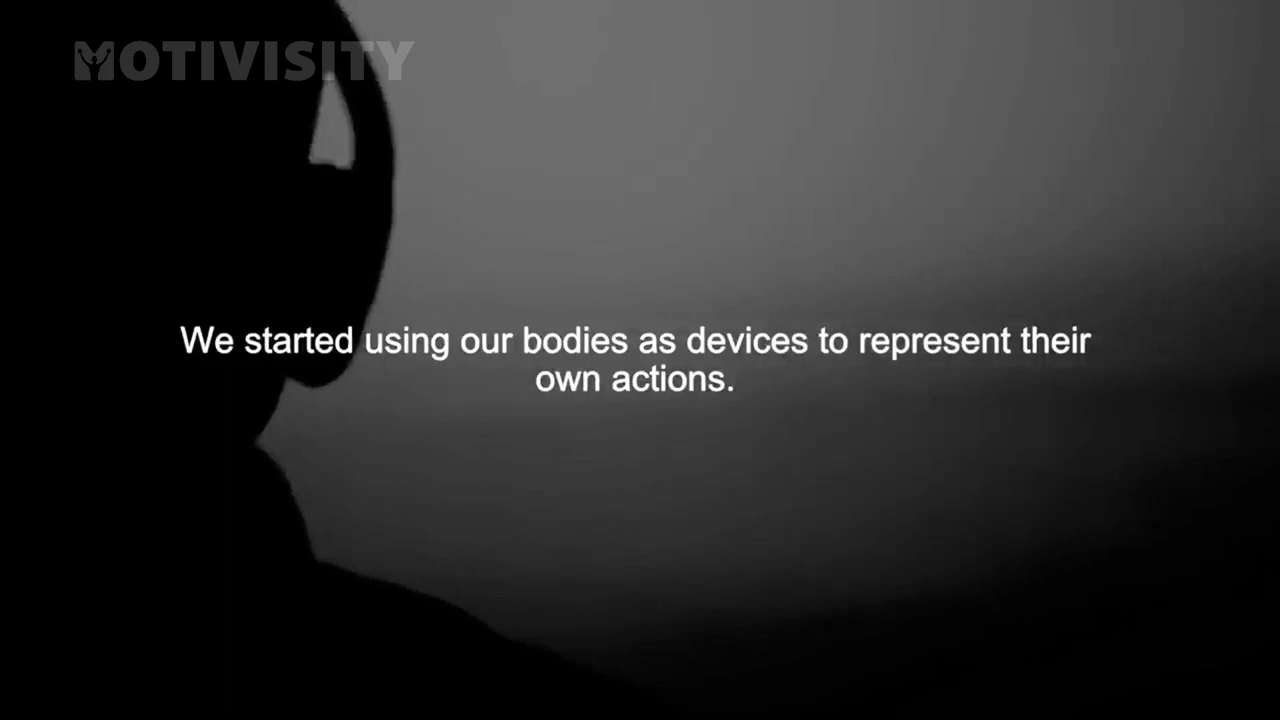 MOTIVISITY
We started using our bodies as devices to represent their
own actions.